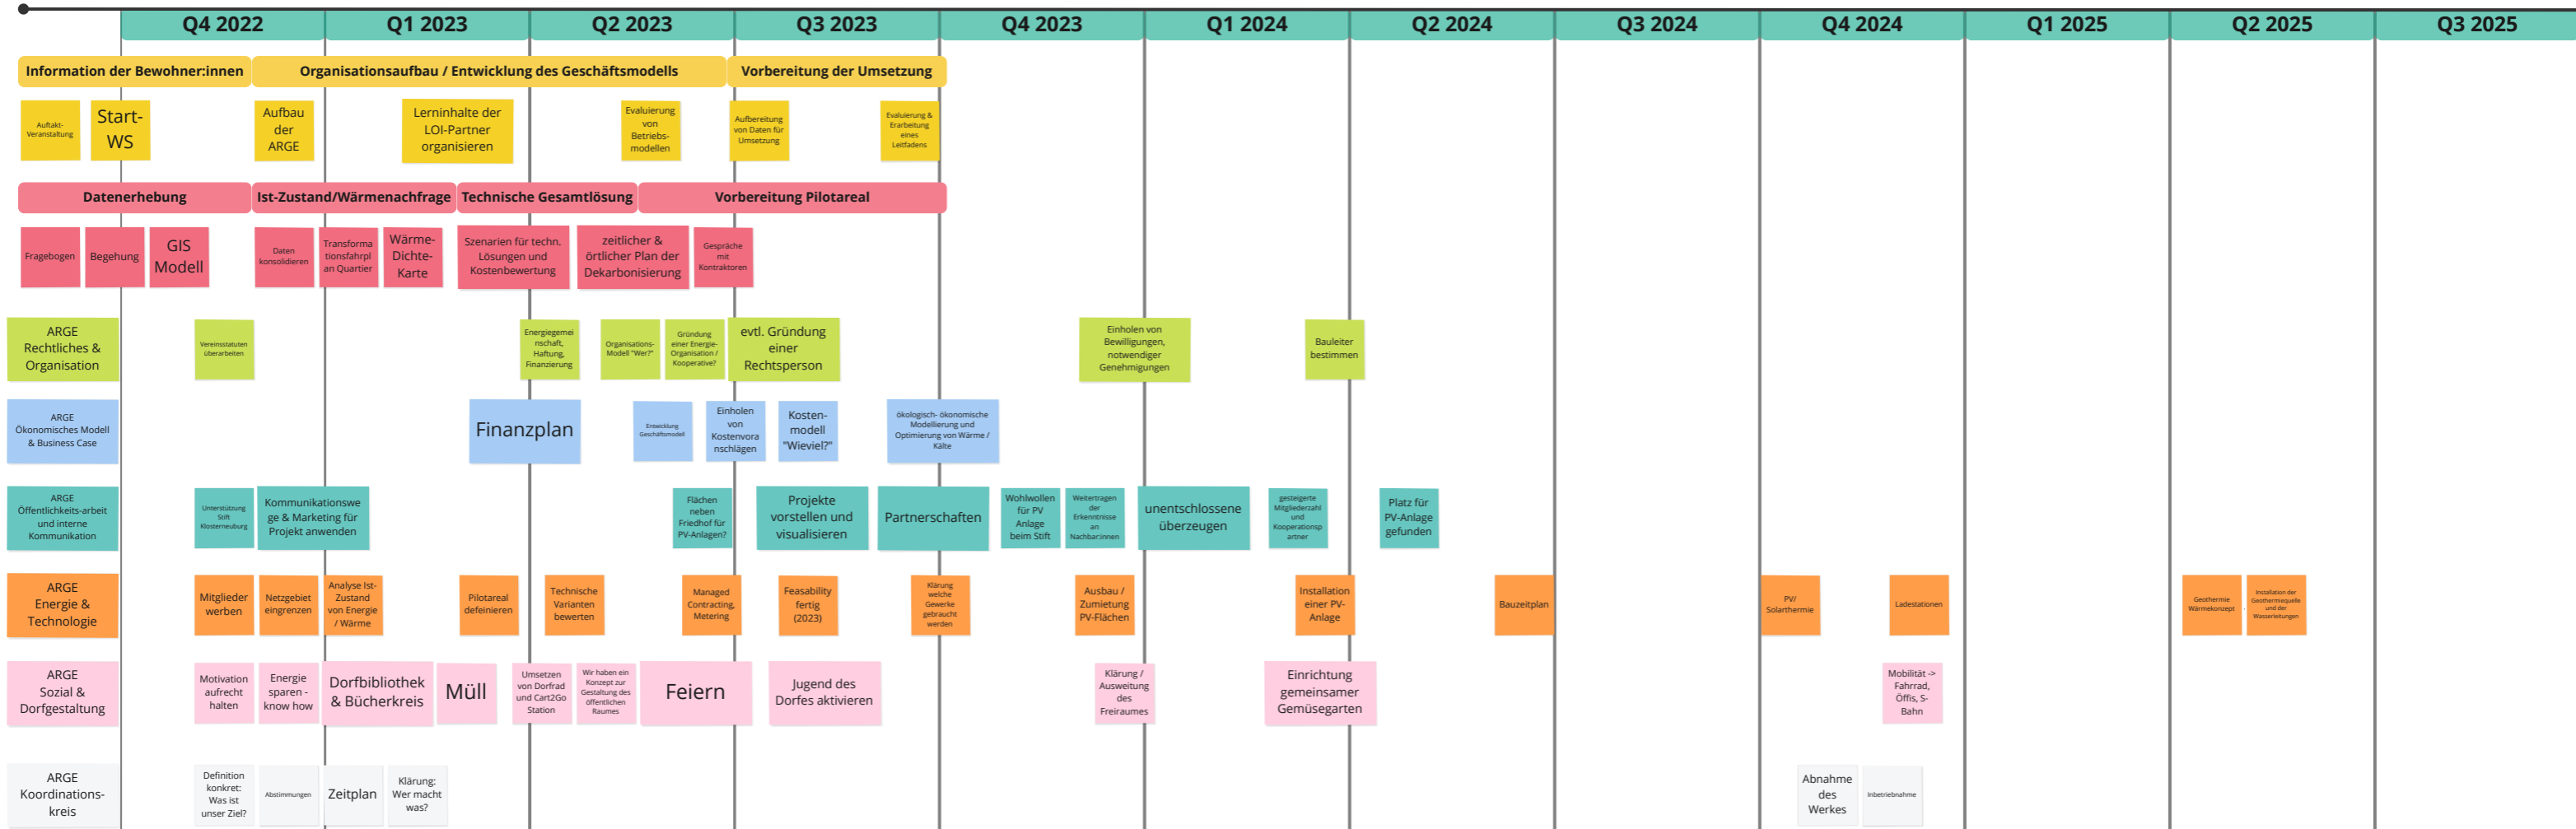 Q4 2022
Q1 2023
Q2 2023
Q3 2023
Q4 2023
Q1 2024
Q2 2024
Q3 2024
Q4 2024
Q1 2025
Q2 2025
Q3 2025
Information der Bewohner:innen
Organisationsaufbau / Entwicklung des Geschäftsmodells
Vorbereitung der Umsetzung
Auftakt-
Veranstaltung
Start-
WS
Aufbau
der
ARGE
Lerninhalte der
LOI-Partner
organisieren
Evaluierung
von
Betriebs-
modellen
Aufbereitung
von Daten für
Umsetzung
Evaluierung &
Erarbeitung
eines
Leitfadens
Datenerhebung
Ist-Zustand/Wärmenachfrage
Technische Gesamtlösung
Vorbereitung Pilotareal
Fragebogen
Begehung
GIS
Modell
Daten
konsolidieren
Transforma
tionsfahrpl
an Quartier
Wärme-
Dichte-
Karte
Szenarien für techn.
Lösungen und
Kostenbewertung
zeitlicher &
örtlicher Plan der
Dekarbonisierung
Gespräche
mit
Kontraktoren
ARGE
Rechtliches &
Organisation
Vereinsstatuten
überarbeiten
Energiegemei
nschaft,
Haftung,
Finanzierung
Organisations-
Modell "Wer?"
Gründung
einer Energie-
Organisation /
Kooperative?
evtl. Gründung
einer
Rechtsperson
Einholen von
Bewilligungen,
notwendiger
Genehmigungen
Bauleiter
bestimmen
ARGE
Ökonomisches Modell
& Business Case
Finanzplan
Entwicklung
Geschäftsmodell
Einholen
von
Kostenvora
nschlägen
Kosten-
modell
"Wieviel?"
ökologisch- ökonomische
Modellierung und
Optimierung von Wärme /
Kälte
ARGE
Öffentlichkeits-arbeit
und interne
Kommunikation
Unterstützung
Stift
Klosterneuburg
Kommunikationswe
ge & Marketing für
Projekt anwenden
Flächen
neben
Friedhof für
PV-Anlagen?
Projekte
vorstellen und
visualisieren
Partnerschaften
Wohlwollen
für PV
Anlage
beim Stift
Weitertragen
der
Erkenntnisse
an
Nachbar:innen
unentschlossene
überzeugen
gesteigerte
Mitgliederzahl
und
Kooperationsp
artner
Platz für
PV-Anlage
gefunden
ARGE
Energie &
Technologie
Mitglieder
werben
Netzgebiet
eingrenzen
Analyse Ist-
Zustand
von Energie
/ Wärme
Pilotareal
defeinieren
Technische
Varianten
bewerten
Managed
Contracting,
Metering
Feasability
fertig
(2023)
Klärung
welche
Gewerke
gebraucht
werden
Ausbau /
Zumietung
PV-Flächen
Installation
einer PV-
Anlage
Bauzeitplan
PV/
Solarthermie
Ladestationen
Geothermie
Wärmekonzept
Installation der
Geothermiequelle
und der
Wasserleitungen
ARGE
Sozial &
Dorfgestaltung
Motivation
aufrecht
halten
Energie
sparen -
know how
Dorfbibliothek
& Bücherkreis
Müll
Umsetzen
von Dorfrad
und Cart2Go
Station
Wir haben ein
Konzept zur
Gestaltung des
öffentlichen
Raumes
Feiern
Jugend des
Dorfes aktivieren
Klärung /
Ausweitung
des
Freiraumes
Einrichtung
gemeinsamer
Gemüsegarten
Mobilität ->
Fahrrad,
Öffis, S-
Bahn
ARGE
Koordinations-
kreis
Definition
konkret:
Was ist
unser Ziel?
Abstimmungen
Zeitplan
Klärung:
Wer macht
was?
Abnahme
des
Werkes
Inbetriebnahme